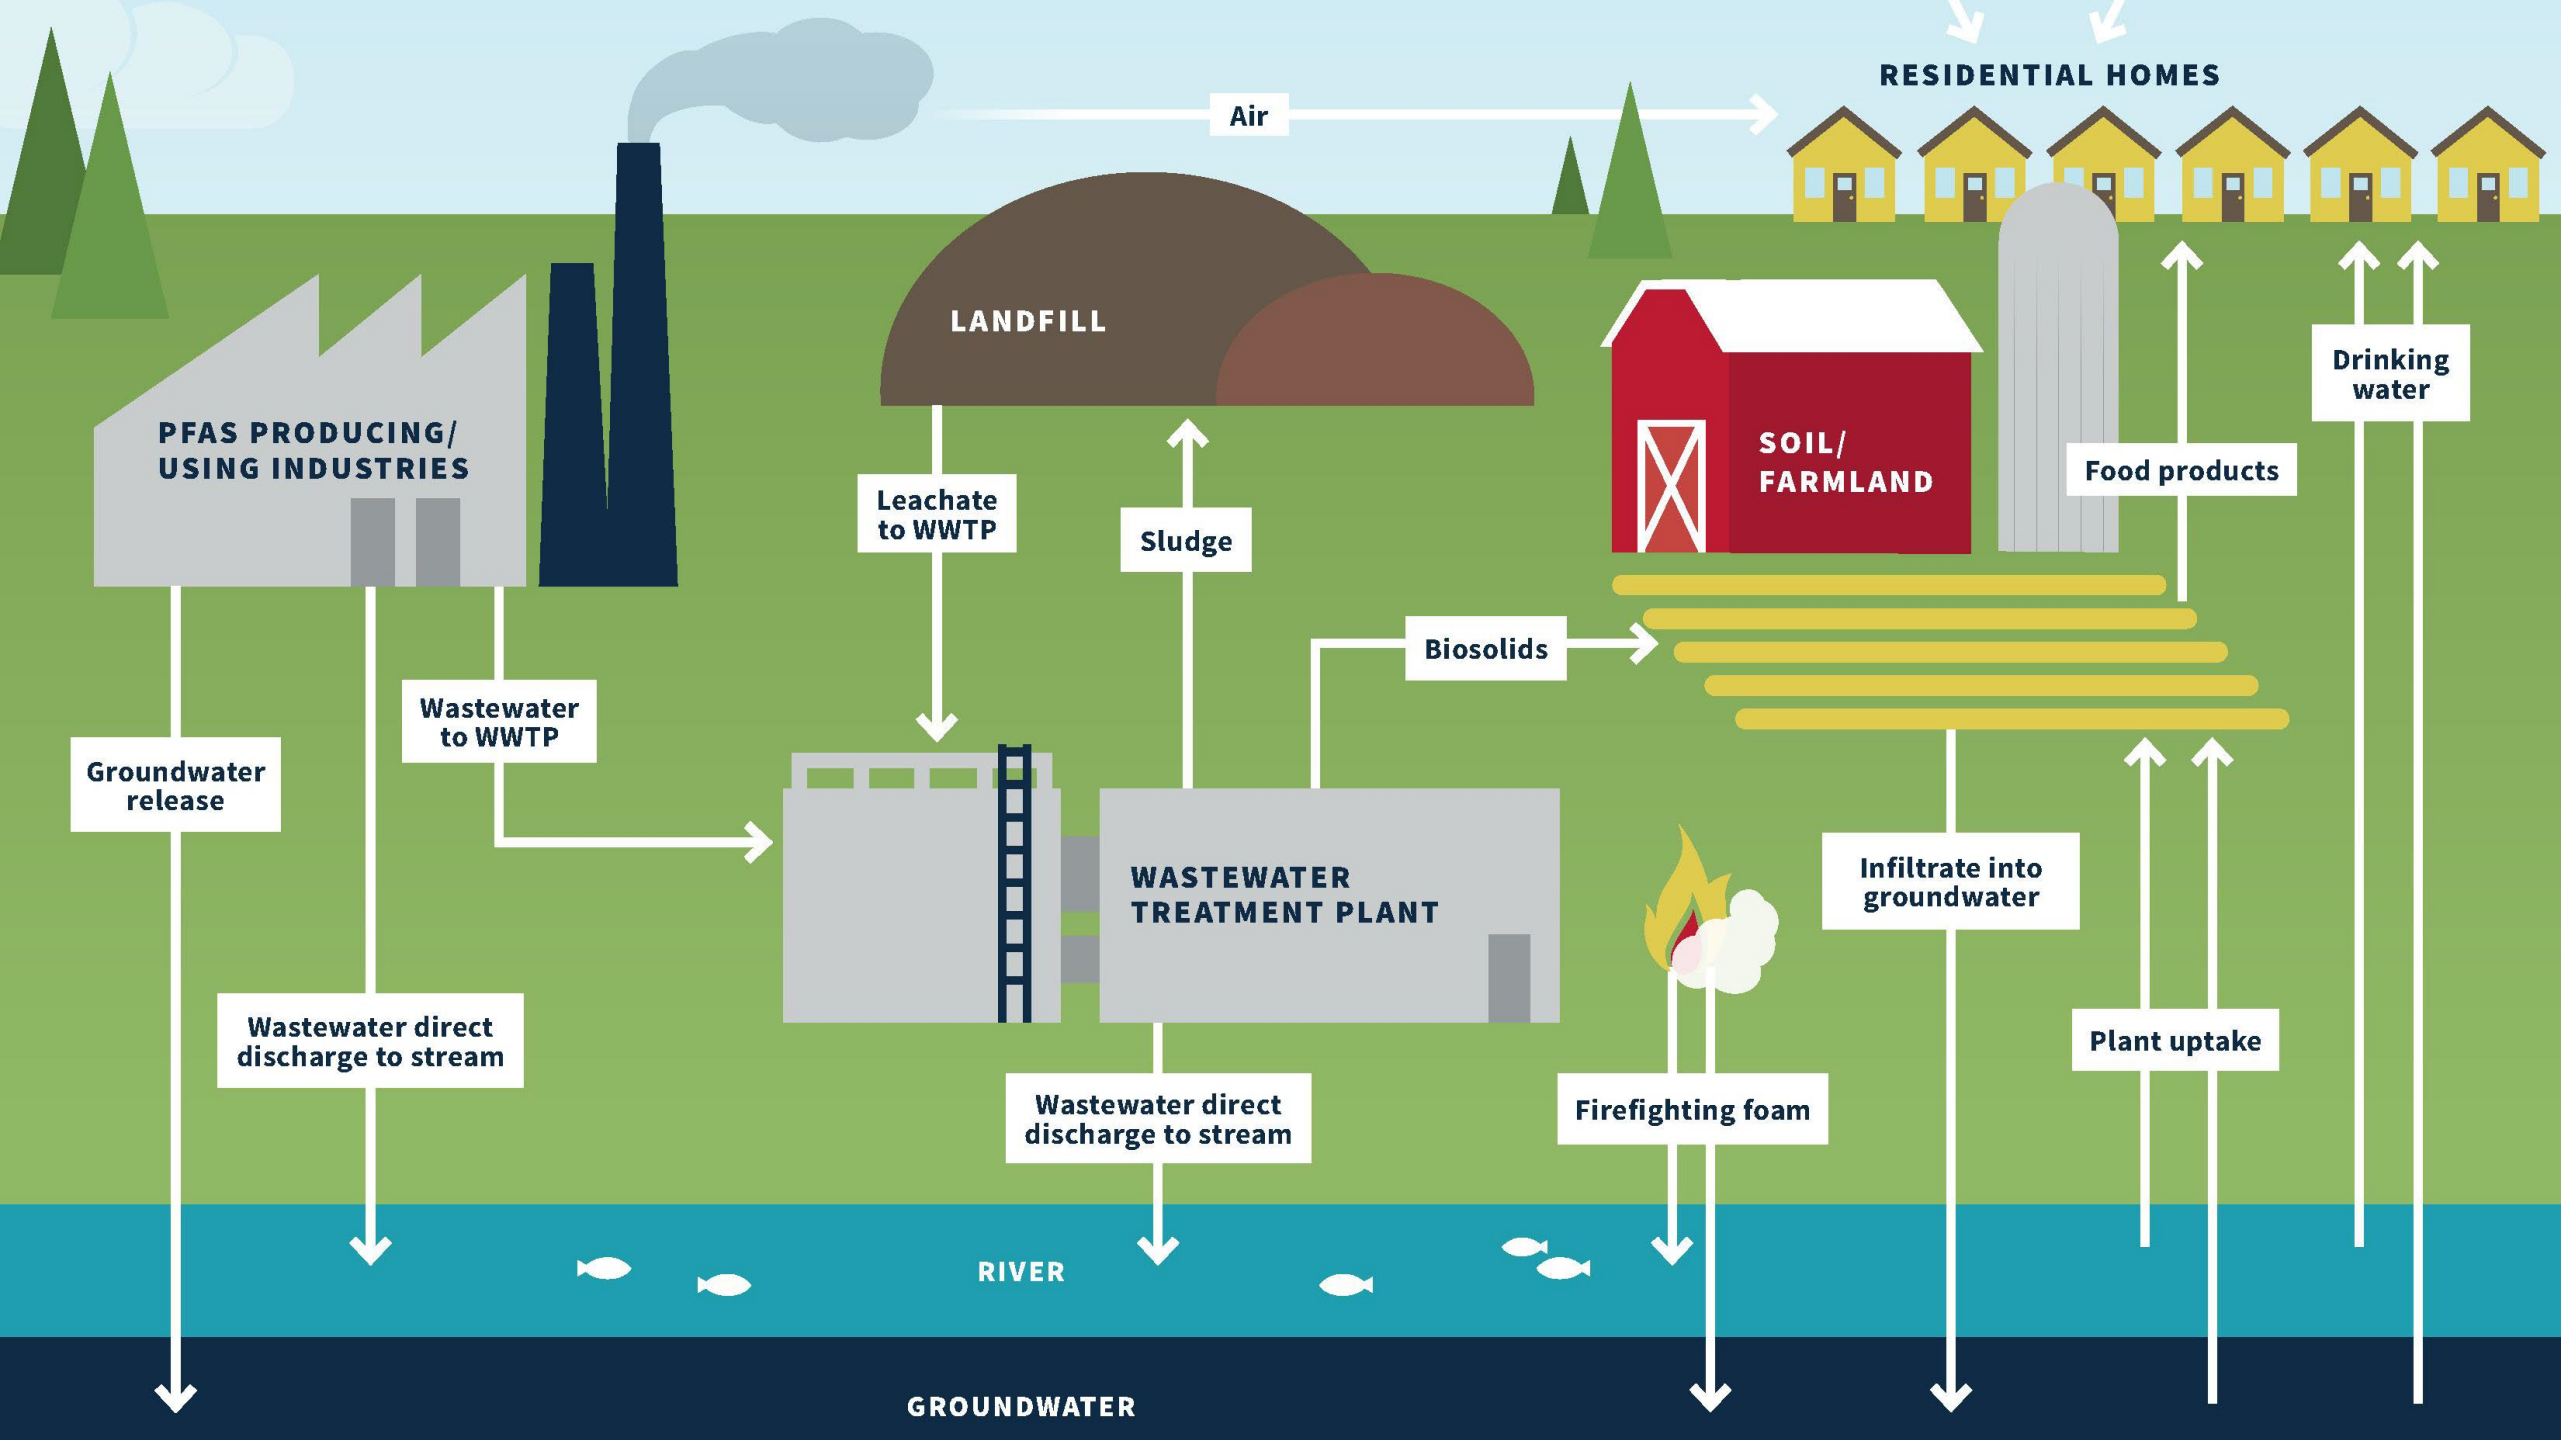 RESIDENTIAL HOMES
Air
LANDFILL
PFAS PRODUCING/
USING INDUSTRIES
SOIL/
FARMLAND
Drinking
water
Food products
Leachate
to WWTP
Sludge
Biosolids
Wastewater
to WWTP
Groundwater
release
WASTEWATER
TREATMENT PLANT
Infiltrate into
groundwater
Wastewater direct
discharge to stream
Plant uptake
Wastewater direct
discharge to stream
Firefighting foam
RIVER
GROUNDWATER